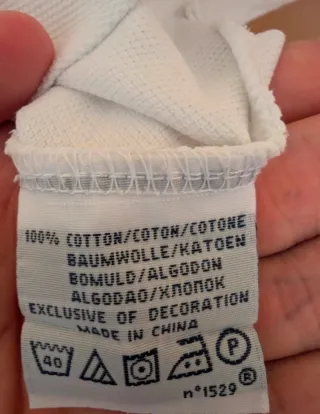 100% COTTON/COTON/COTONE
BAUMWOLLE/KATOEN
BOMULD/ALGODON
ALGODAO/ХЛОПОК
EXCLUSIVE OF DECORATION
MADE IN CHINA
40 P
n°1529 ®